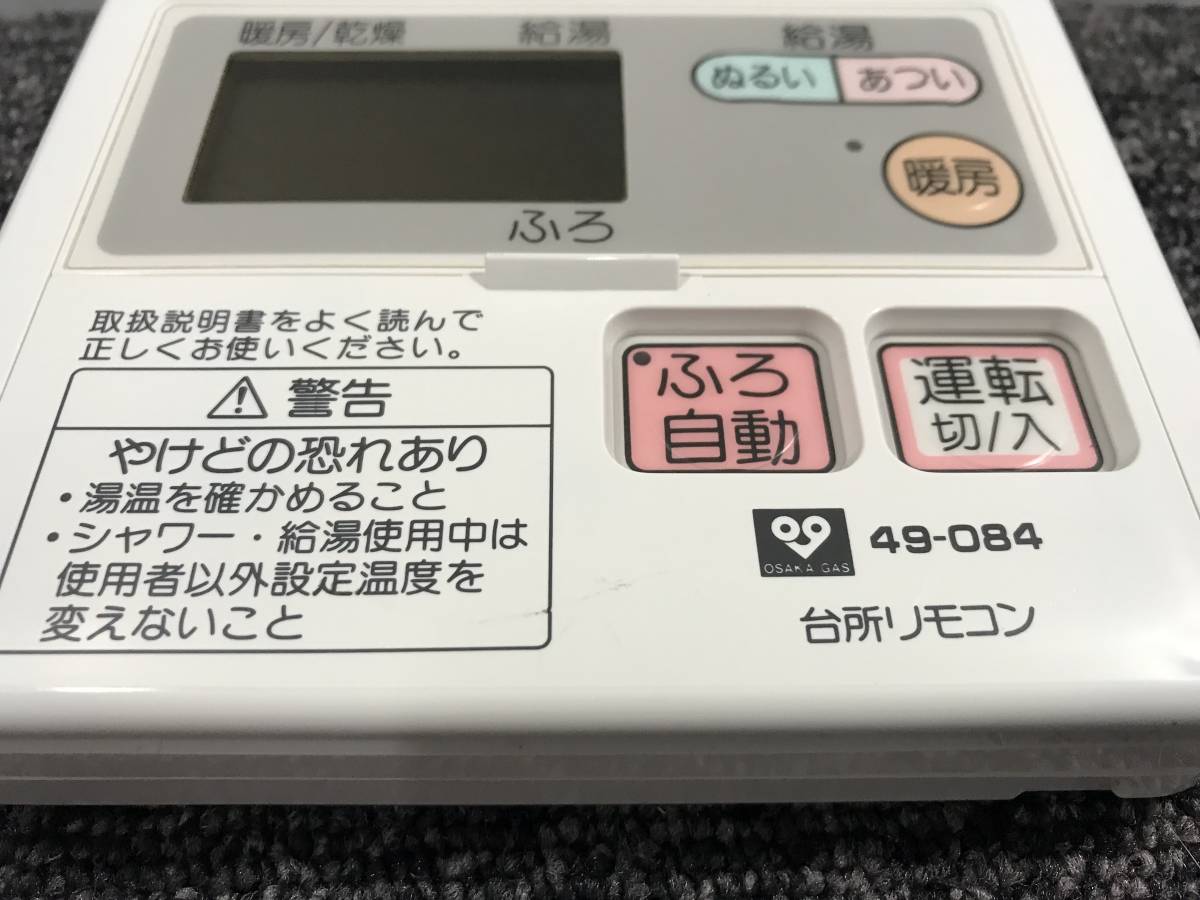 暖房/乾燥 給湯 給湯
ぬるい あつい
暖房
ふろ
取扱説明書をよく読んで
正しくお使いください。
⚠警告
やけどの恐れあり
・湯温を確かめること
・シャワー・給湯使用中は
使用者以外設定温度を
変えないこと
ふろ
自動
運転
切/入
OSAKA GAS
49-084
台所リモコン